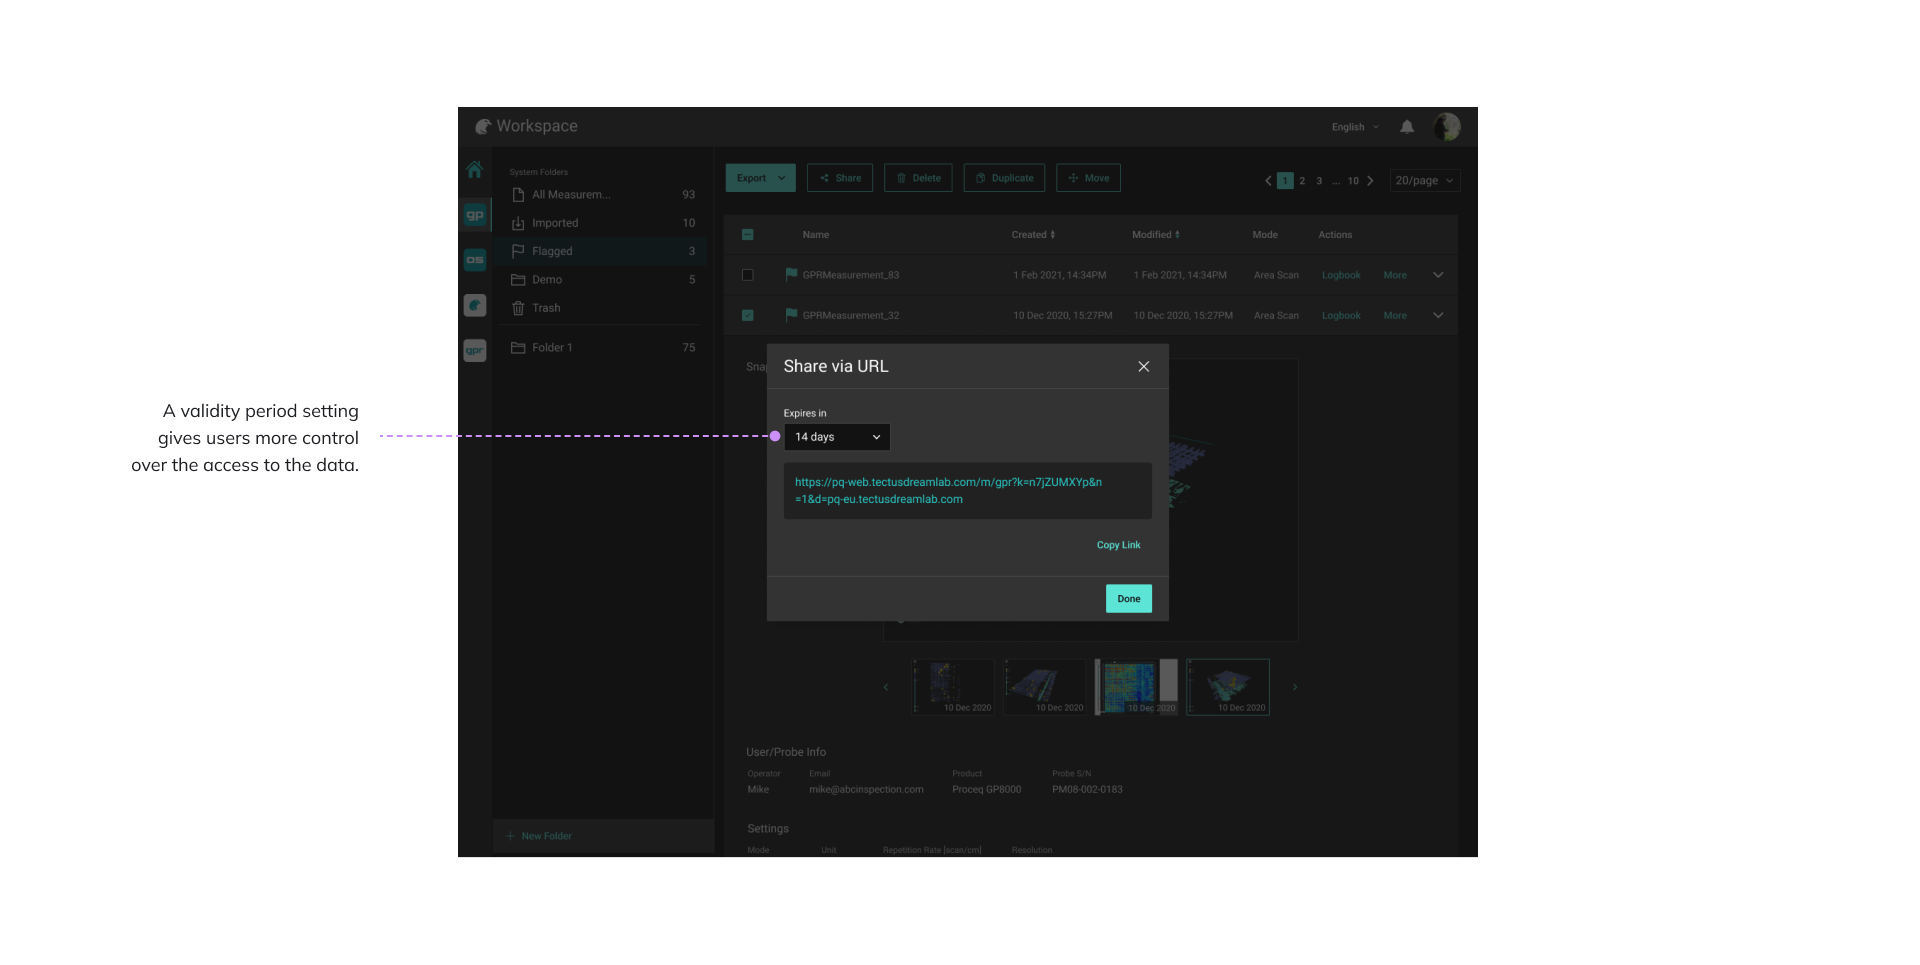 Workspace
English
System Folders
All Measurem... 93
Imported 10
Flagged 3
Demo 5
Trash
Folder 1 75
New Folder
gp
OS
gpr
Export Share Delete Duplicate Move
1 2 3 ... 10 20/page
Name Created Modified Mode Actions
GPRMeasurement_83 1 Feb 2021, 14:34PM 1 Feb 2021, 14:34PM Area Scan Logbook More
GPRMeasurement_32 10 Dec 2020, 15:27PM 10 Dec 2020, 15:27PM Area Scan Logbook More
Share via URL
Expires in
14 days
https://pq-web.tectusdreamlab.com/m/gpr?k=n7jZUMXYp&n
=1&d=pq-eu.tectusdreamlab.com
Copy Link
Done
A validity period setting
gives users more control
over the access to the data.
10 Dec 2020 10 Dec 2020 10 Dec 2020 10 Dec 2020
User/Probe Info
Operator Email Product Probe S/N
Mike mike@abcinspection.com Proceq GP8000 PM08-002-0183
Settings
Mode Unit Repetition Rate [scan/cm] Resolution